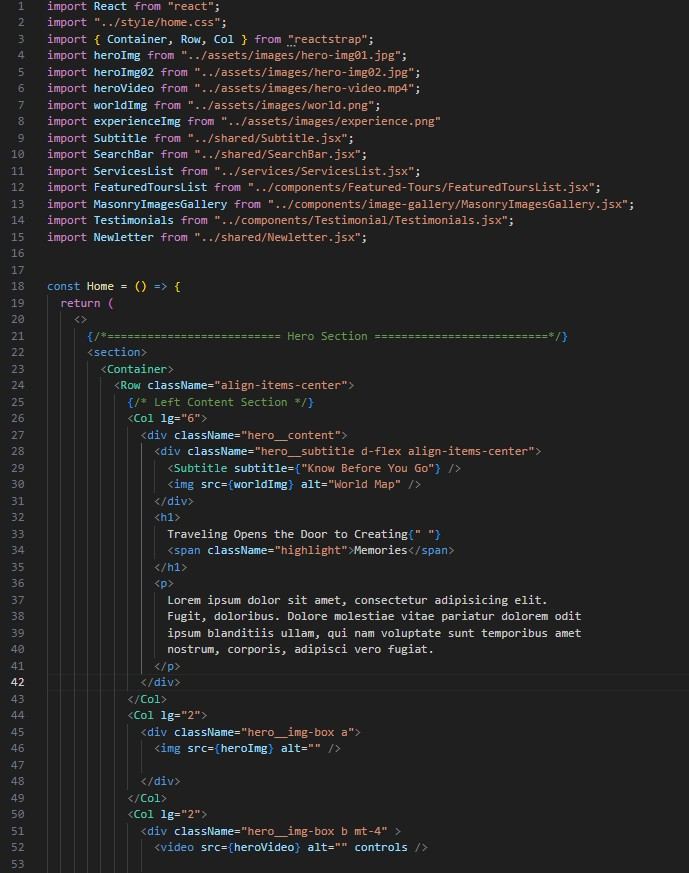 1 import React from "react";
2 import "../style/home.css";
3 import { Container, Row, Col } from "reactstrap";
4 import heroImg from "../assets/images/hero-img01.jpg";
5 import heroImg02 from "../assets/images/hero-img02.jpg";
6 import heroVideo from "../assets/images/hero-video.mp4";
7 import worldImg from "../assets/images/world.png";
8 import experienceImg from "../assets/images/experience.png"
9 import Subtitle from "../shared/Subtitle.jsx";
10 import SearchBar from "../shared/SearchBar.jsx";
11 import ServicesList from "../services/ServicesList.jsx";
12 import FeaturedToursList from "../components/Featured-Tours/FeaturedToursList.jsx";
13 import MasonryImagesGallery from "../components/image-gallery/MasonryImagesGallery.jsx";
14 import Testimonials from "../components/Testimonial/Testimonials.jsx";
15 import Newletter from "../shared/Newletter.jsx";
16
17
18 const Home = () => {
19 return (
20 <>
21 {/*========================== Hero Section ==========================*/}
22 <section>
23 <Container>
24 <Row className="align-items-center">
25 {/* Left Content Section */}
26 <Col lg="6">
27 <div className="hero__content">
28 <div className="hero__subtitle d-flex align-items-center">
29 <Subtitle subtitle={"Know Before You Go"} />
30 <img src={worldImg} alt="World Map" />
31 </div>
32 <h1>
33 Traveling Opens the Door to Creating{" "}
34 <span className="highlight">Memories</span>
35 </h1>
36 <p>
37 Lorem ipsum dolor sit amet, consectetur adipisicing elit.
38 Fugit, doloribus. Dolore molestiae vitae pariatur dolorem odit
39 ipsum blanditiis ullam, qui nam voluptate sunt temporibus amet
40 nostrum, corporis, adipisci vero fugiat.
41 </p>
42 </div>
43 </Col>
44 <Col lg="2">
45 <div className="hero__img-box a">
46 <img src={heroImg} alt="" />
47
48 </div>
49 </Col>
50 <Col lg="2">
51 <div className="hero__img-box b mt-4" >
52 <video src={heroVideo} alt="" controls />
53